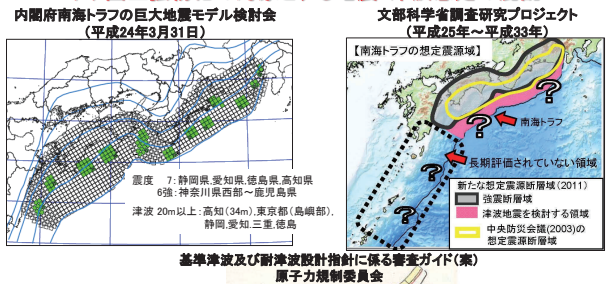 内閣府南海トラフの巨大地震モデル検討会
(平成24年3月31日)
震度 7:静岡県,愛知県,徳島県,高知県
6強:神奈川県西部～鹿児島県
津波 20m以上:高知(34m),東京都(島嶼部),
静岡,愛知,三重,徳島
文部科学省調査研究プロジェクト
(平成25年～平成33年)
【南海トラフの想定震源域】
?
?
南海トラフ
?
長期評価されていない領域
?
新たな想定震源断層域(2011)
強震断層域
津波地震を検討する領域
中央防災会議(2003)の
想定震源断層域
基準津波及び耐津波設計指針に係る審査ガイド(案)
原子力規制委員会